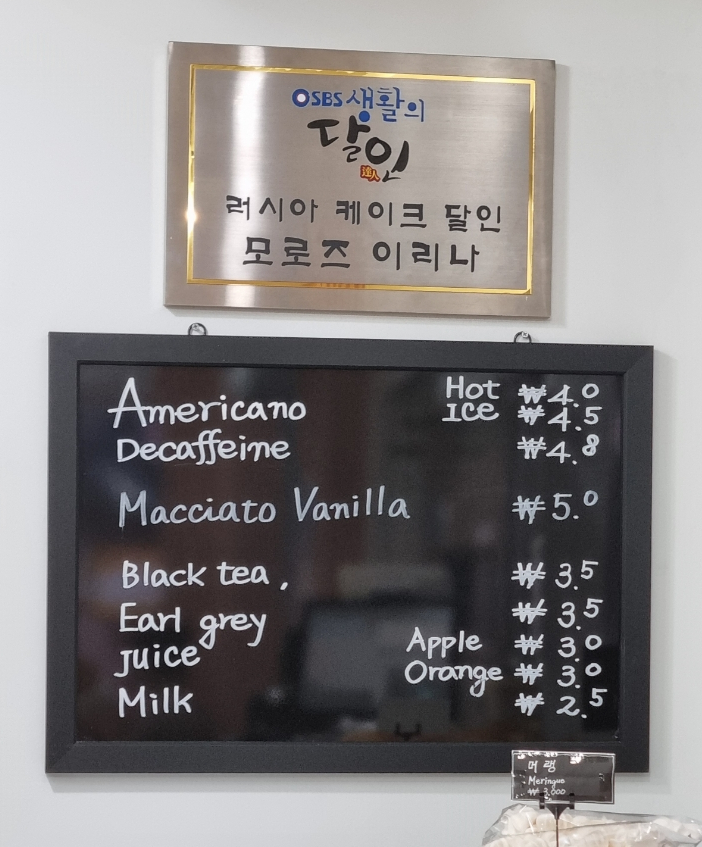 SBS 생활의
달인
達人
러시아 케이크 달인
모로즈 이리나
Americano Hot ₩4.0
Ice ₩4.5
Decaffeine ₩4.8
Macciato Vanilla ₩5.0
Black tea , ₩3.5
Earl grey ₩3.5
Juice Apple ₩3.0
Orange ₩3.0
Milk ₩2.5
머랭
Meringue
₩3,000